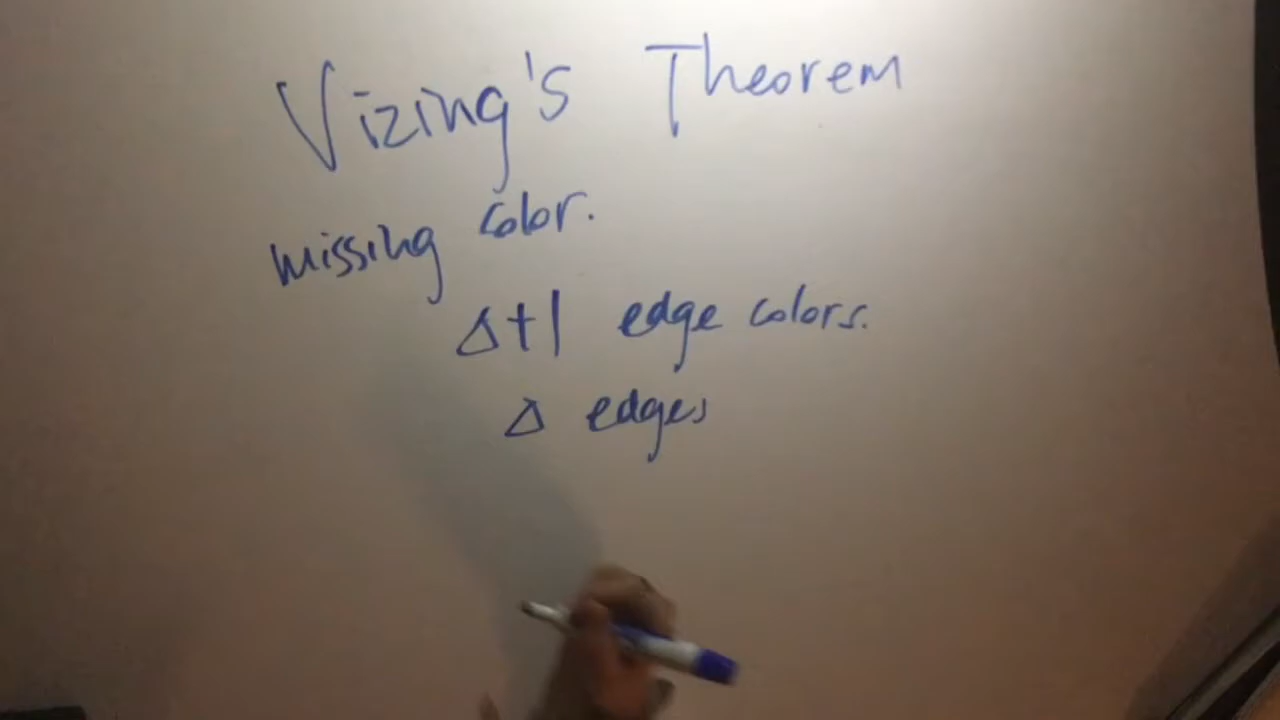 Vizing's Theorem
missing color.
Δ+1 edge colors.
Δ edges